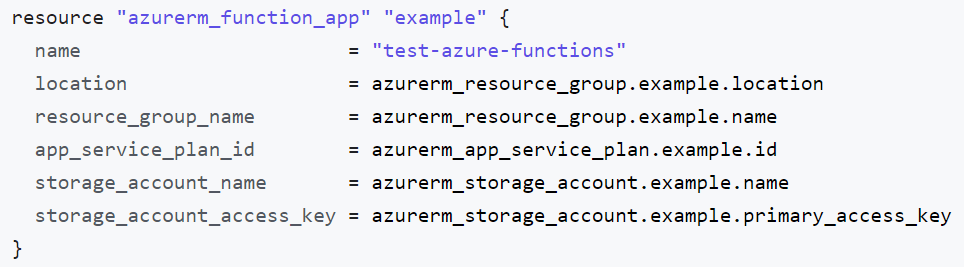 resource "azurerm_function_app" "example" {
  name                       = "test-azure-functions"
  location                   = azurerm_resource_group.example.location
  resource_group_name        = azurerm_resource_group.example.name
  app_service_plan_id        = azurerm_app_service_plan.example.id
  storage_account_name       = azurerm_storage_account.example.name
  storage_account_access_key = azurerm_storage_account.example.primary_access_key
}